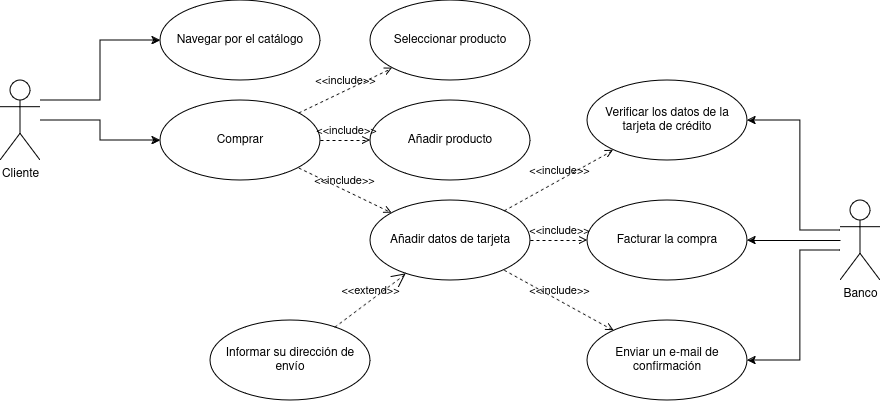 Navegar por el catálogo
Seleccionar producto
<<include>>
Verificar los datos de la
tarjeta de crédito
<<include>>
Comprar
Añadir producto
Cliente
<<include>>
<<include>>
Añadir datos de tarjeta
<<include>>
Facturar la compra
<<extend>>
<<include>>
Banco
Informar su dirección de
envío
Enviar un e-mail de
confirmación